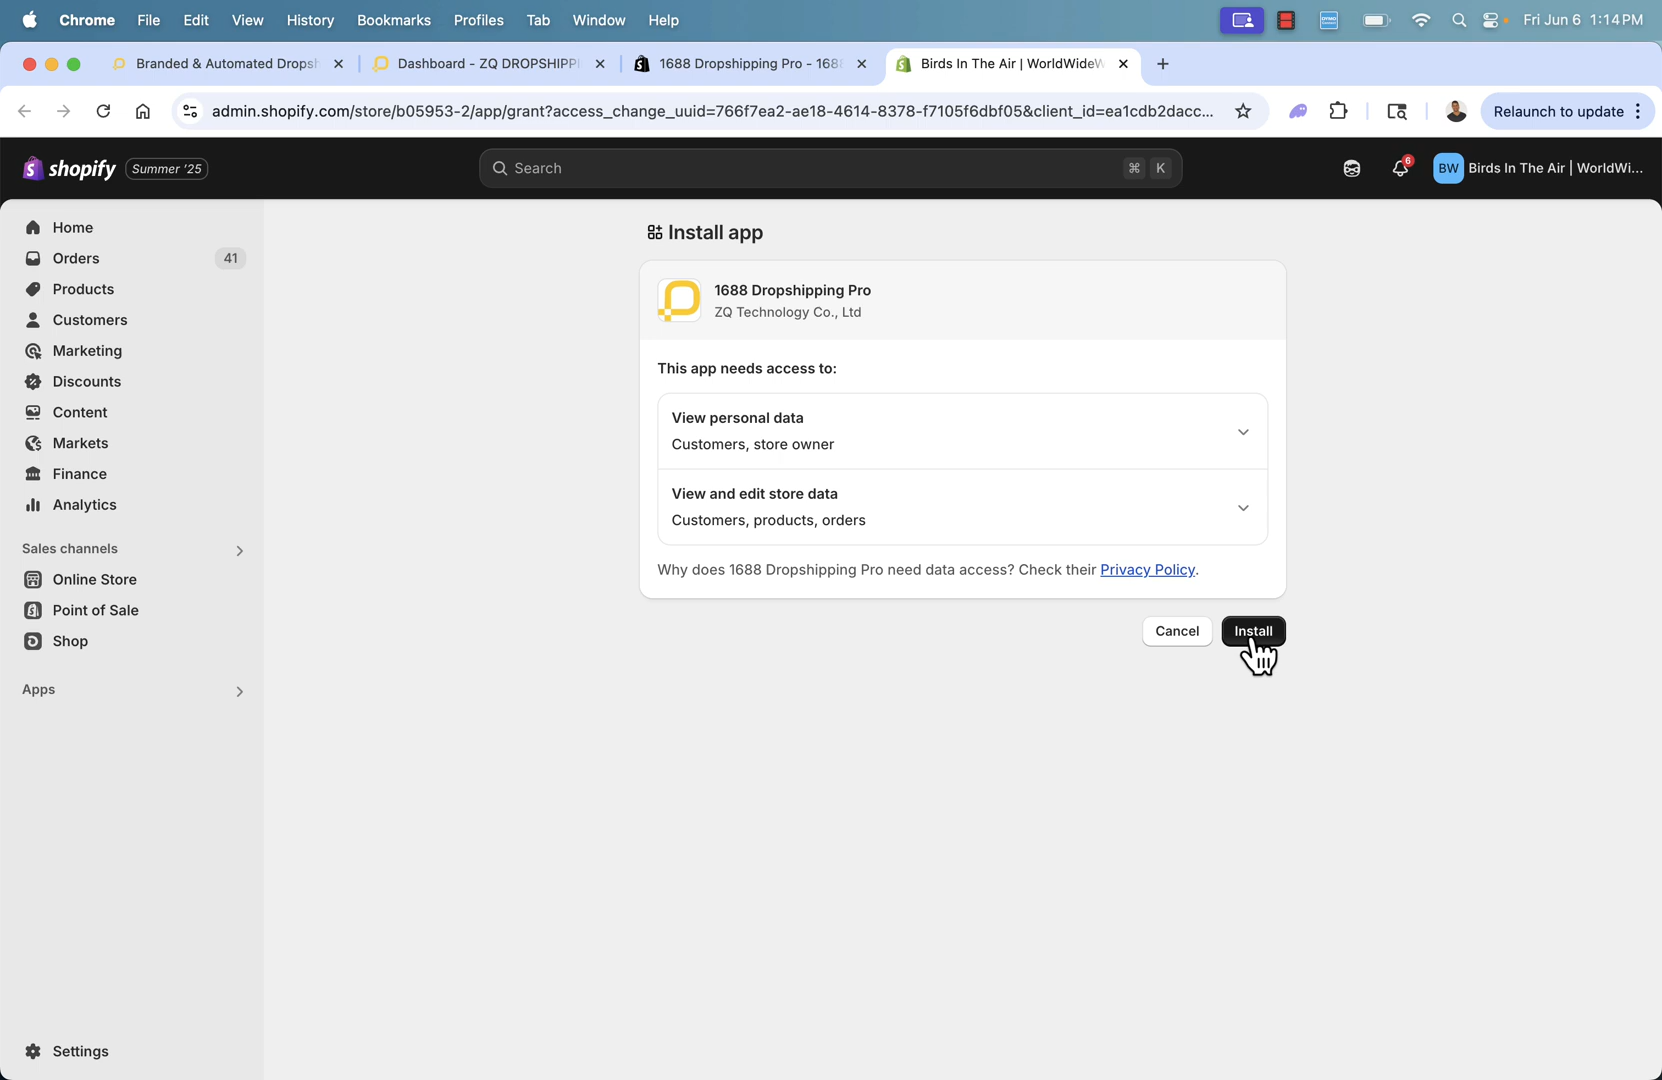 Chrome File Edit View History Bookmarks Profiles Tab Window Help Fri Jun 6 1:14 PM
Branded & Automated Drops Dashboard - ZQ DROPSHIPP 1688 Dropshipping Pro - 168 Birds In The Air | WorldWide
admin.shopify.com/store/b05953-2/app/grant?access_change_uuid=766f7ea2-ae18-4614-8378-f7105f6dbf05&client_id=ea1cdb2dacc... Relaunch to update
shopify Summer '25 Search ⌘ K 6 BW Birds In The Air | WorldWi...
Home
Orders 41
Products
Customers
Marketing
Discounts
Content
Markets
Finance
Analytics
Sales channels
Online Store
Point of Sale
Shop
Apps
Settings
Install app
1688 Dropshipping Pro
ZQ Technology Co., Ltd
This app needs access to:
View personal data
Customers, store owner
View and edit store data
Customers, products, orders
Why does 1688 Dropshipping Pro need data access? Check their Privacy Policy.
Cancel Install